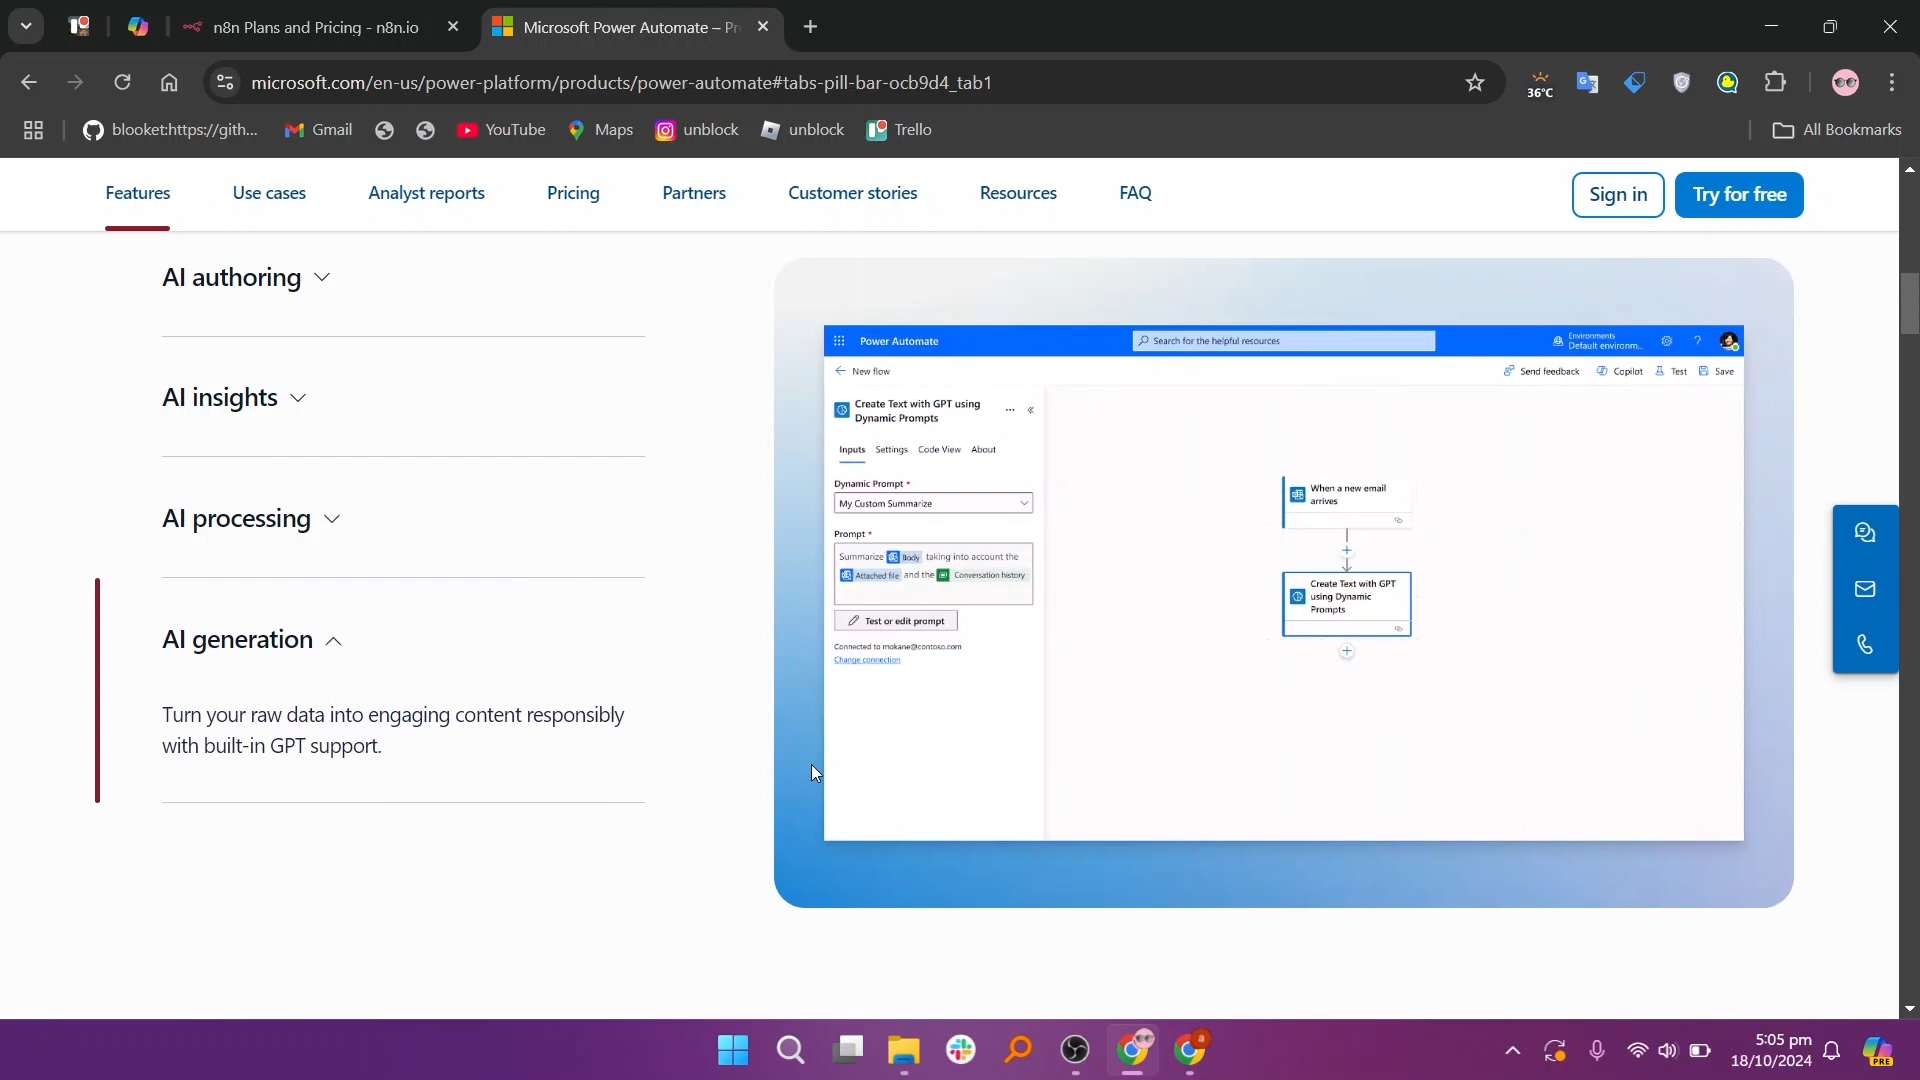 n8n Plans and Pricing - n8n.io
Microsoft Power Automate – Pr
microsoft.com/en-us/power-platform/products/power-automate#tabs-pill-bar-ocb9d4_tab1
36°C
blooket:https://gith...
Gmail
YouTube
Maps
unblock
unblock
Trello
All Bookmarks
Features
Use cases
Analyst reports
Pricing
Partners
Customer stories
Resources
FAQ
Sign in
Try for free
AI authoring
AI insights
AI processing
AI generation
Turn your raw data into engaging content responsibly
with built-in GPT support.
Power Automate
Search for the helpful resources
Environments
Default environm...
New flow
Send feedback
Copilot
Test
Save
Create Text with GPT using
Dynamic Prompts
Inputs
Settings
Code View
About
Dynamic Prompt *
My Custom Summarize
Prompt *
Summarize Body taking into account the
Attached file and the Conversation history
Test or edit prompt
Connected to mokane@contoso.com
Change connection
When a new email
arrives
Create Text with GPT
using Dynamic
Prompts
5:05 pm
18/10/2024
PRE